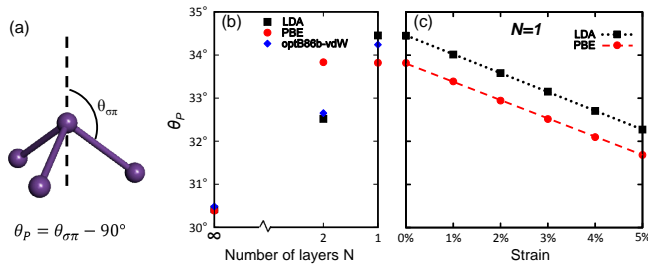 (a)
θσπ
θP = θσπ − 90°
(b)
LDA
PBE
optB86b-vdW
θP
35°
34°
33°
32°
31°
30°
∞
2
1
Number of layers N
(c)
N=1
LDA
PBE
0%
1%
2%
3%
4%
5%
Strain